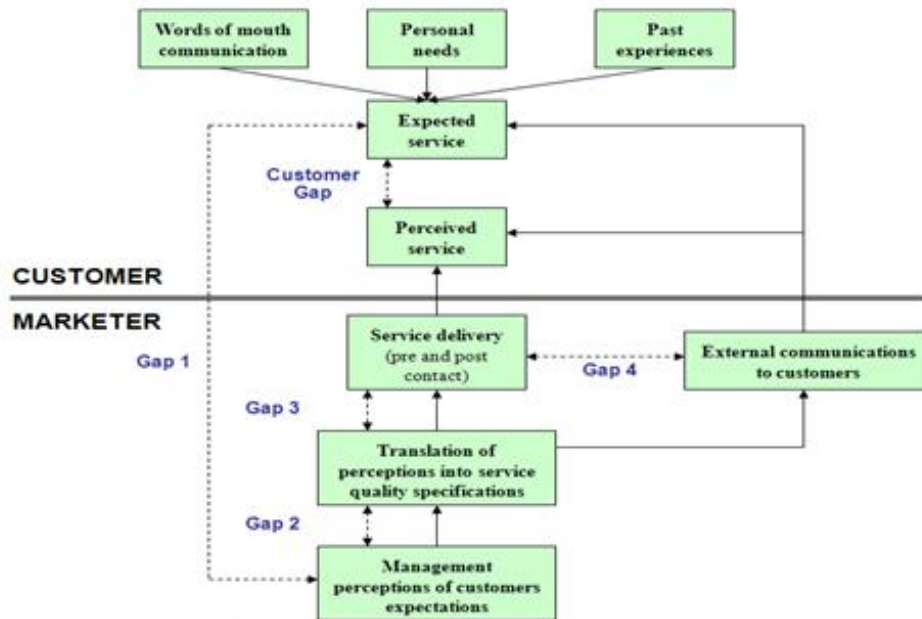 Words of mouth
communication
Personal
needs
Past
experiences
Expected
service
Customer
Gap
Perceived
service
CUSTOMER
MARKETER
Service delivery
(pre and post
contact)
External communications
to customers
Gap 1
Gap 4
Gap 3
Translation of
perceptions into service
quality specifications
Gap 2
Management
perceptions of customers
expectations